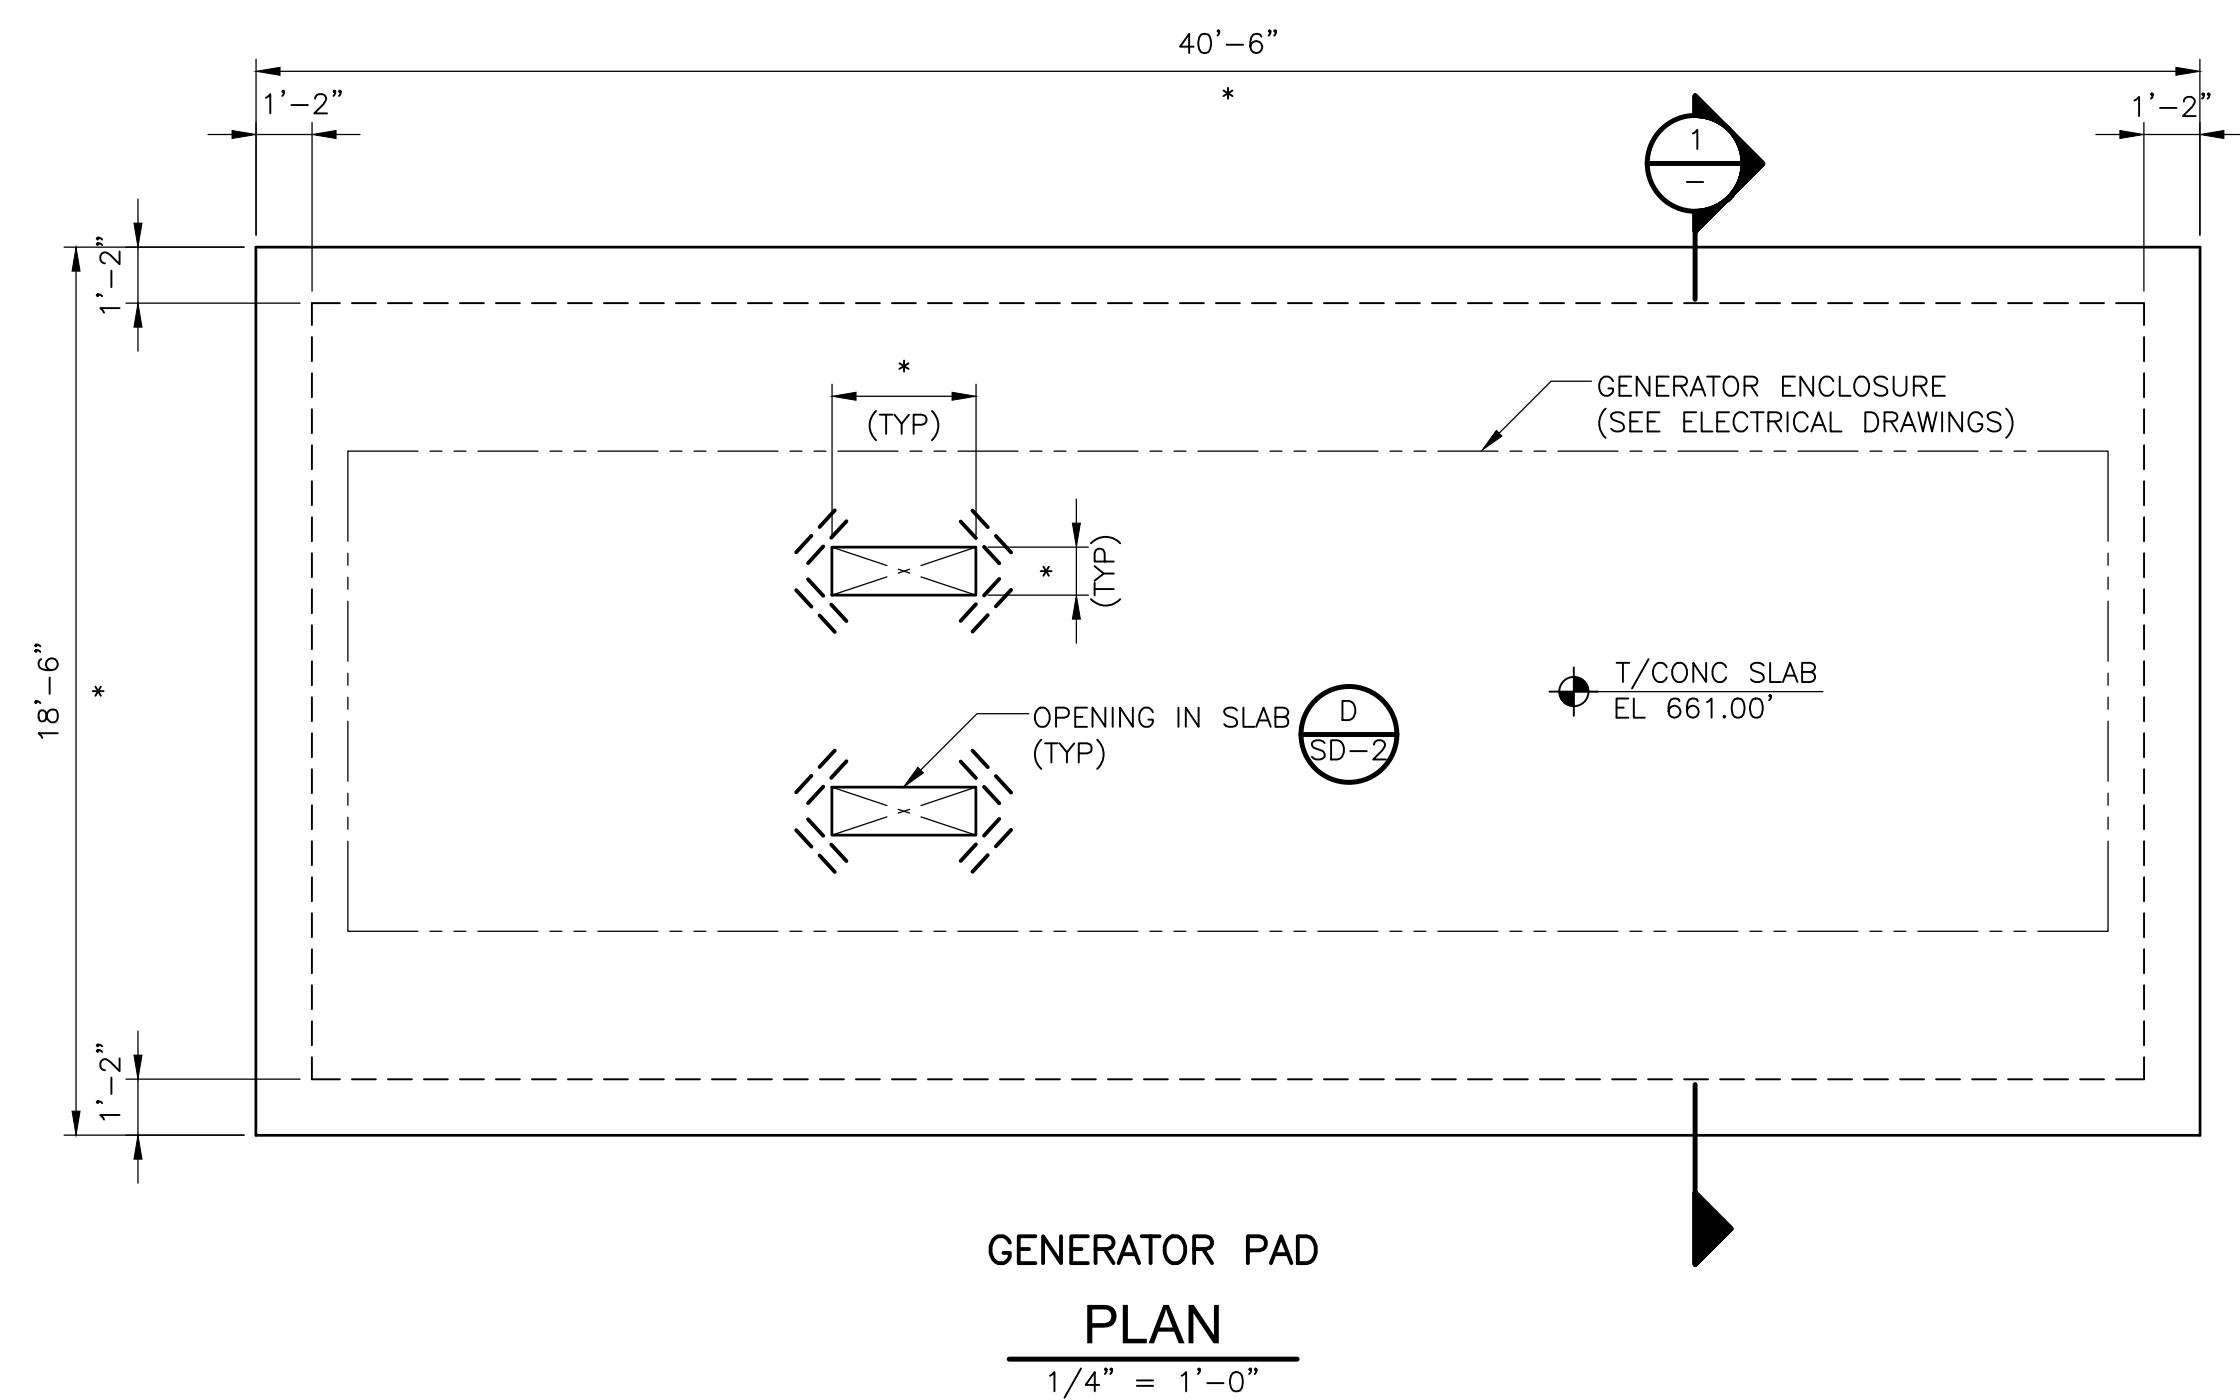 40'-6"
*
1'-2"
1'-2"
1
-
1'-2"
*
(TYP)
GENERATOR ENCLOSURE
(SEE ELECTRICAL DRAWINGS)
*
(TYP)
18'-6"
*
T/CONC SLAB
EL 661.00'
OPENING IN SLAB
(TYP)
D
SD-2
1'-2"
GENERATOR PAD
PLAN
1/4" = 1'-0"